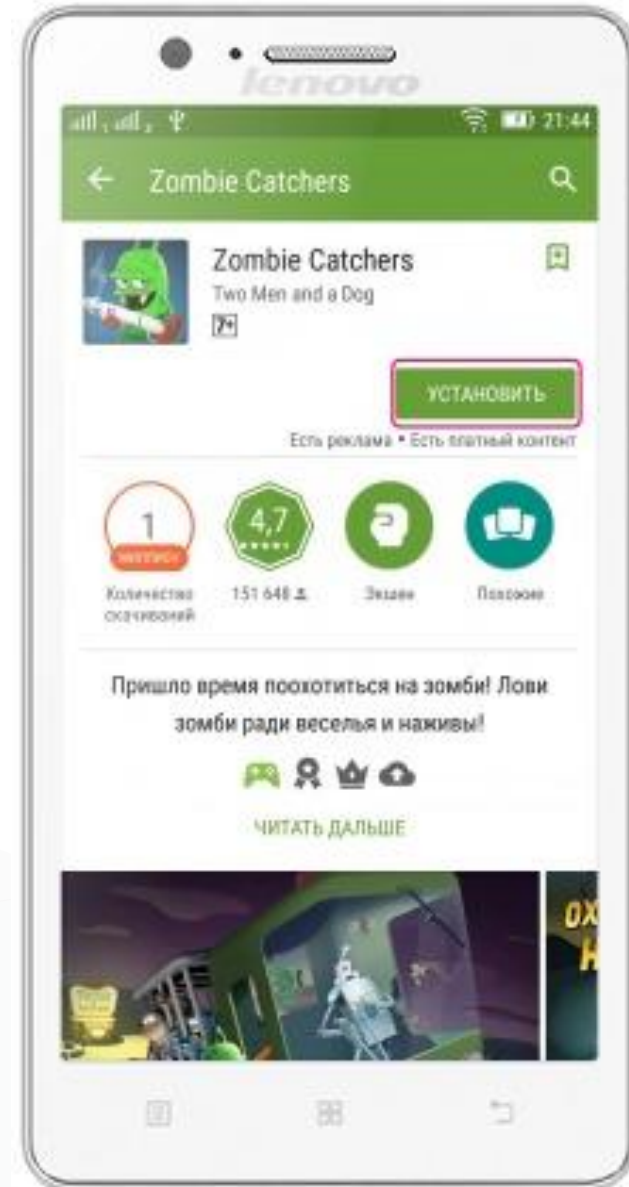 lenovo
21:44
Zombie Catchers
Zombie Catchers
Two Men and a Dog
7+
УСТАНОВИТЬ
Есть реклама • Есть платный контент
1
миллион
4,7
Количество
скачиваний
151 648
Экшен
Похожие
Пришло время поохотиться на зомби! Лови
зомби ради веселья и наживы!
ЧИТАТЬ ДАЛЬШЕ
ОХ
Н